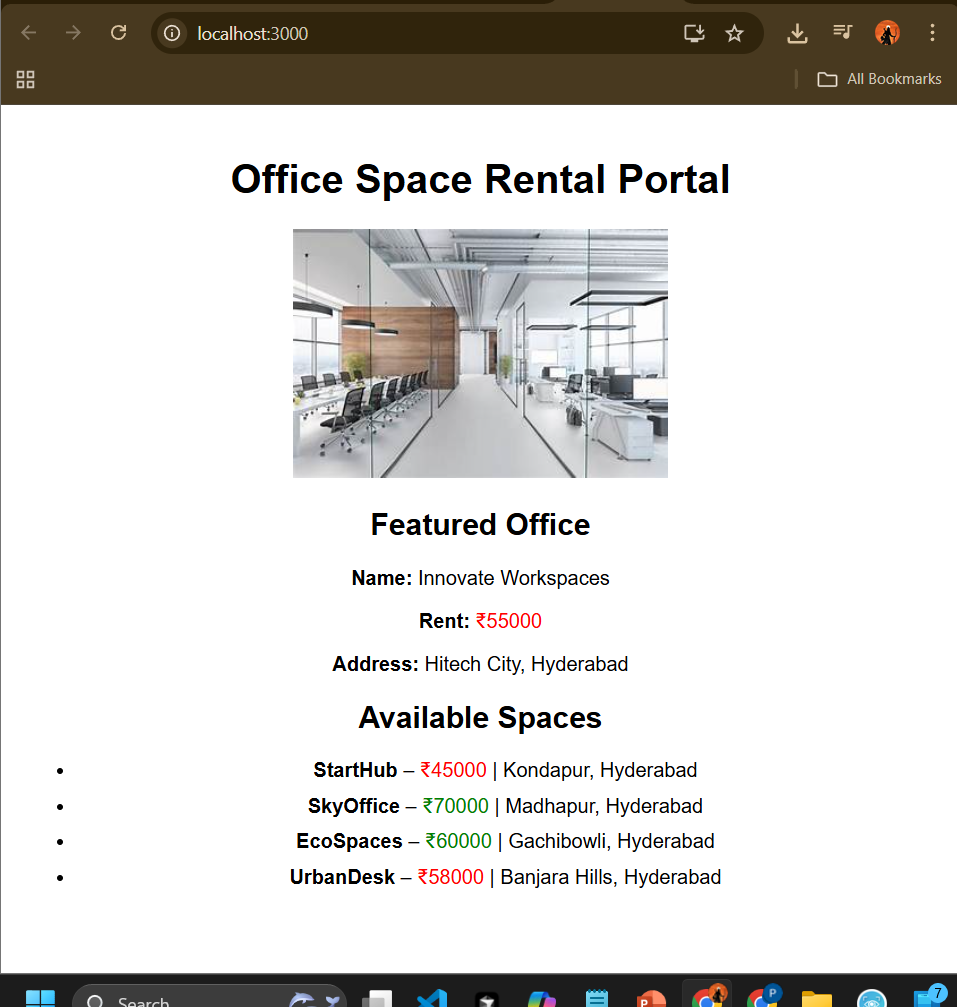 localhost:3000
All Bookmarks
Office Space Rental Portal
Featured Office
Name: Innovate Workspaces
Rent: ₹55000
Address: Hitech City, Hyderabad
Available Spaces
• StartHub – ₹45000 | Kondapur, Hyderabad
• SkyOffice – ₹70000 | Madhapur, Hyderabad
• EcoSpaces – ₹60000 | Gachibowli, Hyderabad
• UrbanDesk – ₹58000 | Banjara Hills, Hyderabad
Search
P
P
7